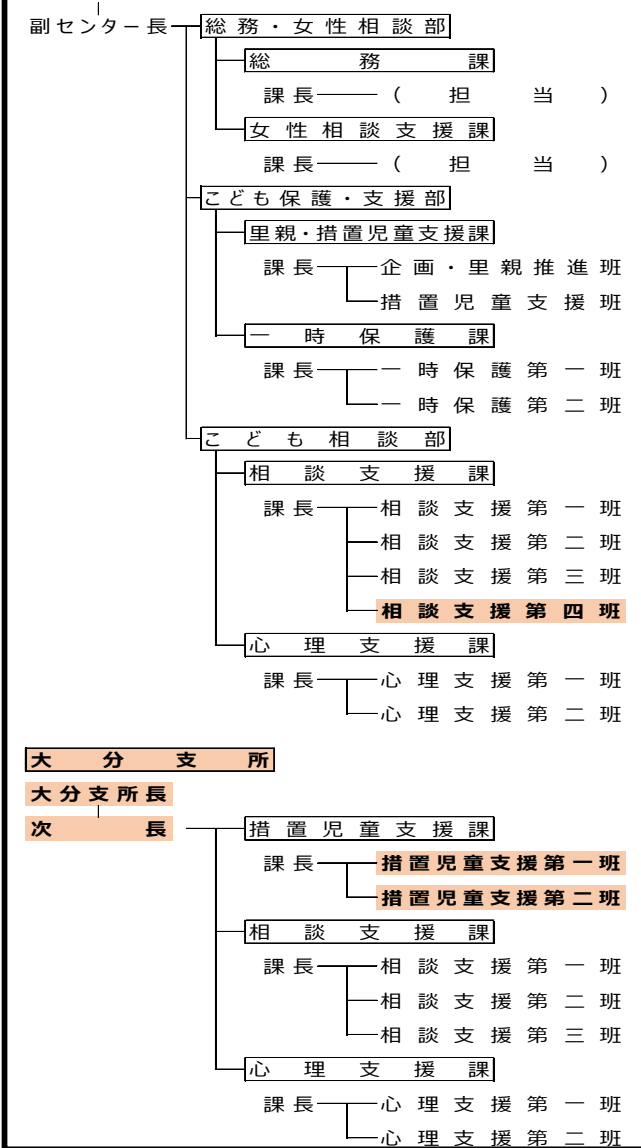 副センター長 総務・女性相談部
総務課
課長 (担当)
女性相談支援課
課長 (担当)
こども保護・支援部
里親・措置児童支援課
課長 企画・里親推進班
措置児童支援班
一時保護課
課長 一時保護第一班
一時保護第二班
こども相談部
相談支援課
課長 相談支援第一班
相談支援第二班
相談支援第三班
相談支援第四班
心理支援課
課長 心理支援第一班
心理支援第二班
大分支所
大分支所長
次長 措置児童支援課
課長 措置児童支援第一班
措置児童支援第二班
相談支援課
課長 相談支援第一班
相談支援第二班
相談支援第三班
心理支援課
課長 心理支援第一班
心理支援第二班